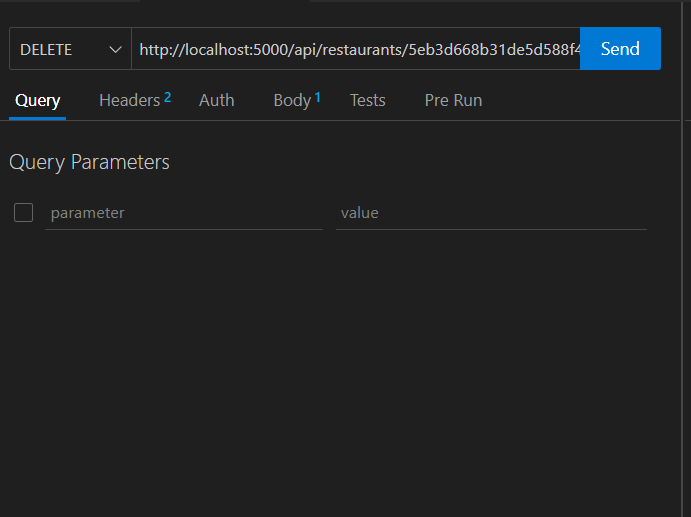 DELETE http://localhost:5000/api/restaurants/5eb3d668b31de5d588f4 Send
Query Headers 2 Auth Body 1 Tests Pre Run
Query Parameters
parameter value